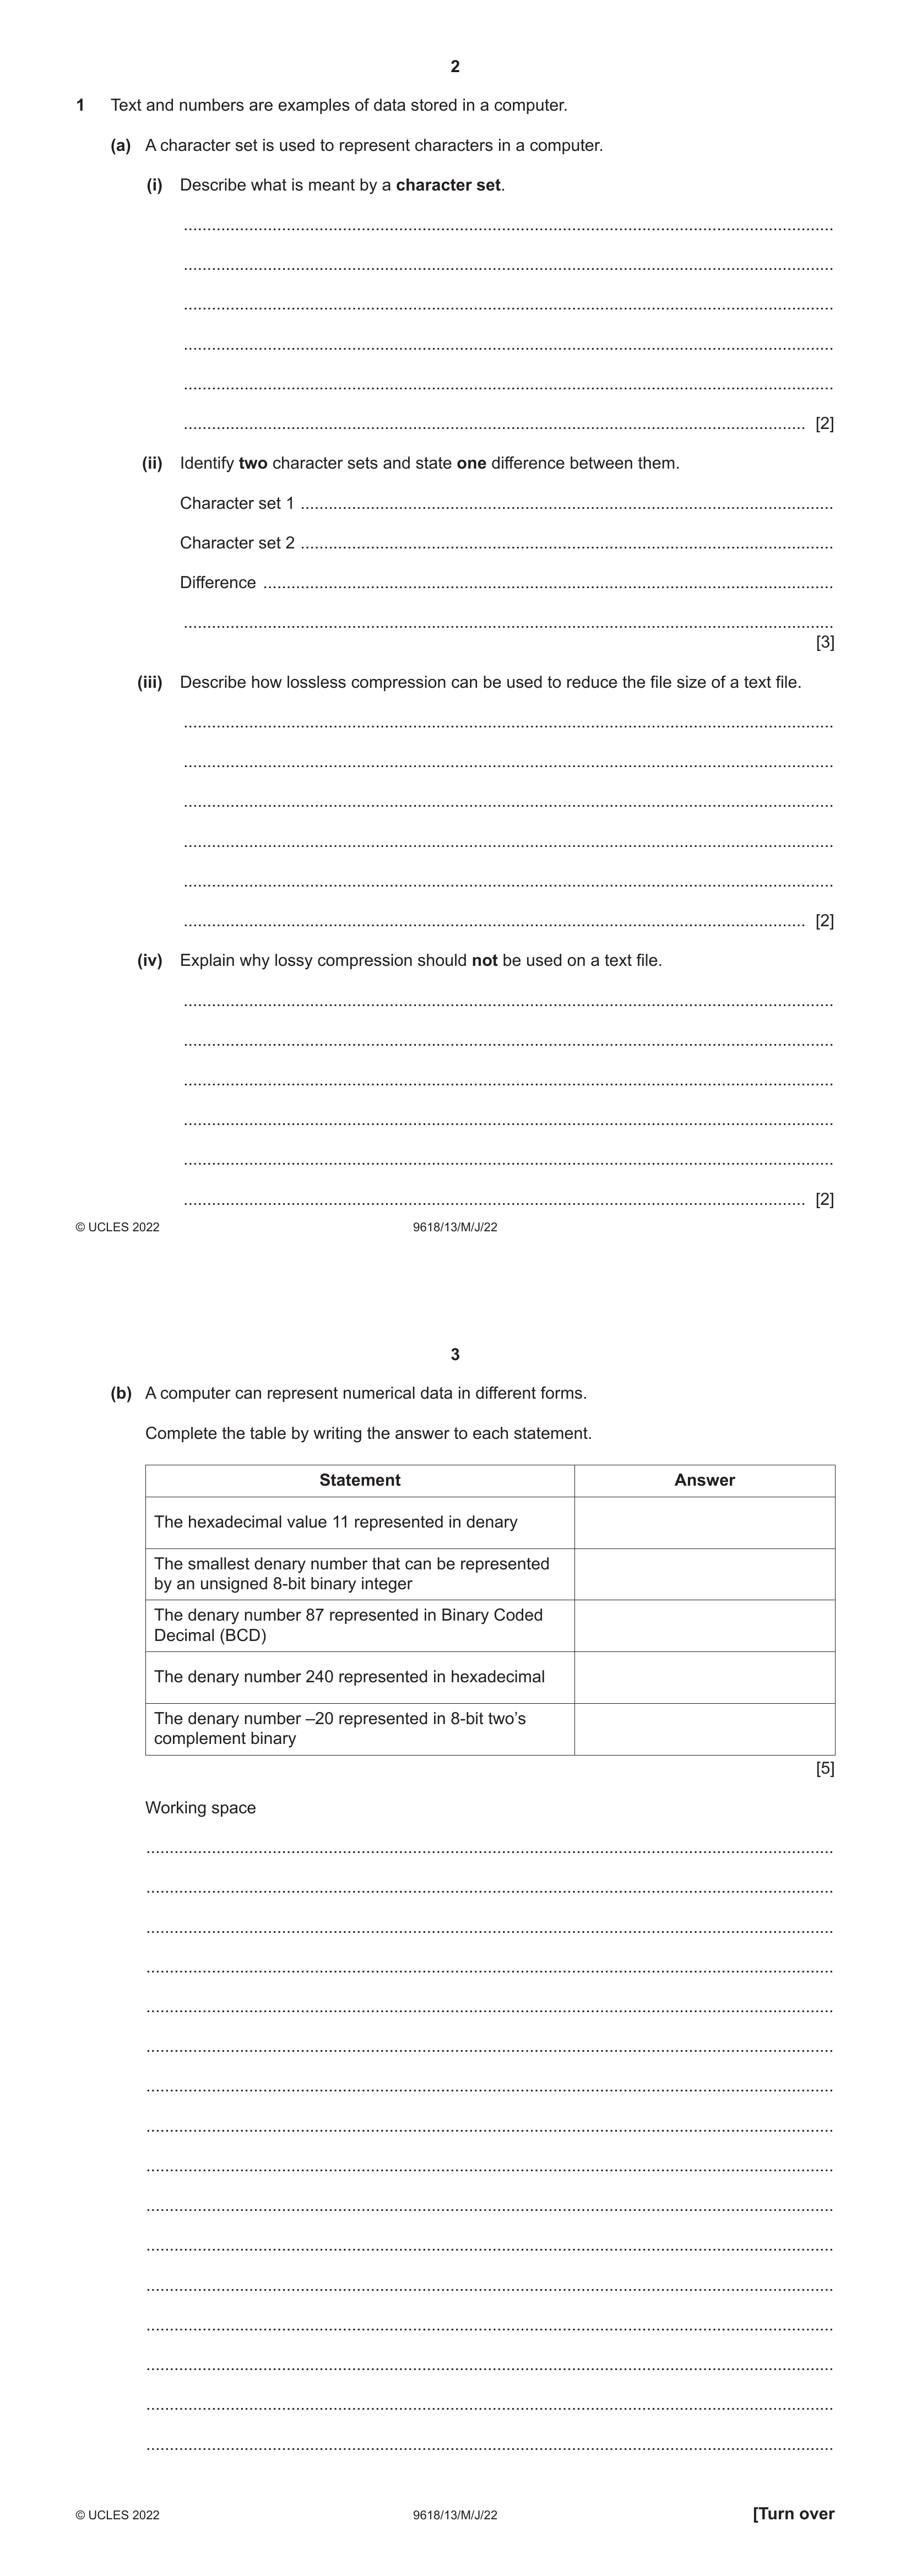 2
1 Text and numbers are examples of data stored in a computer.
(a) A character set is used to represent characters in a computer.
(i) Describe what is meant by a character set.
[2]
(ii) Identify two character sets and state one difference between them.
Character set 1
Character set 2
Difference
[3]
(iii) Describe how lossless compression can be used to reduce the file size of a text file.
[2]
(iv) Explain why lossy compression should not be used on a text file.
[2]
© UCLES 2022 9618/13/M/J/22
3
(b) A computer can represent numerical data in different forms.
Complete the table by writing the answer to each statement.
Statement Answer
The hexadecimal value 11 represented in denary
The smallest denary number that can be represented
by an unsigned 8-bit binary integer
The denary number 87 represented in Binary Coded
Decimal (BCD)
The denary number 240 represented in hexadecimal
The denary number –20 represented in 8-bit two’s
complement binary
[5]
Working space
© UCLES 2022 9618/13/M/J/22 [Turn over